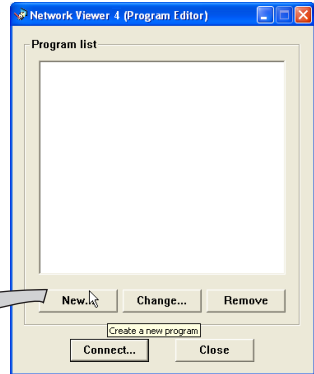 Network Viewer 4 (Program Editor)
Program list
New...
Change...
Remove
Create a new program
Connect...
Close